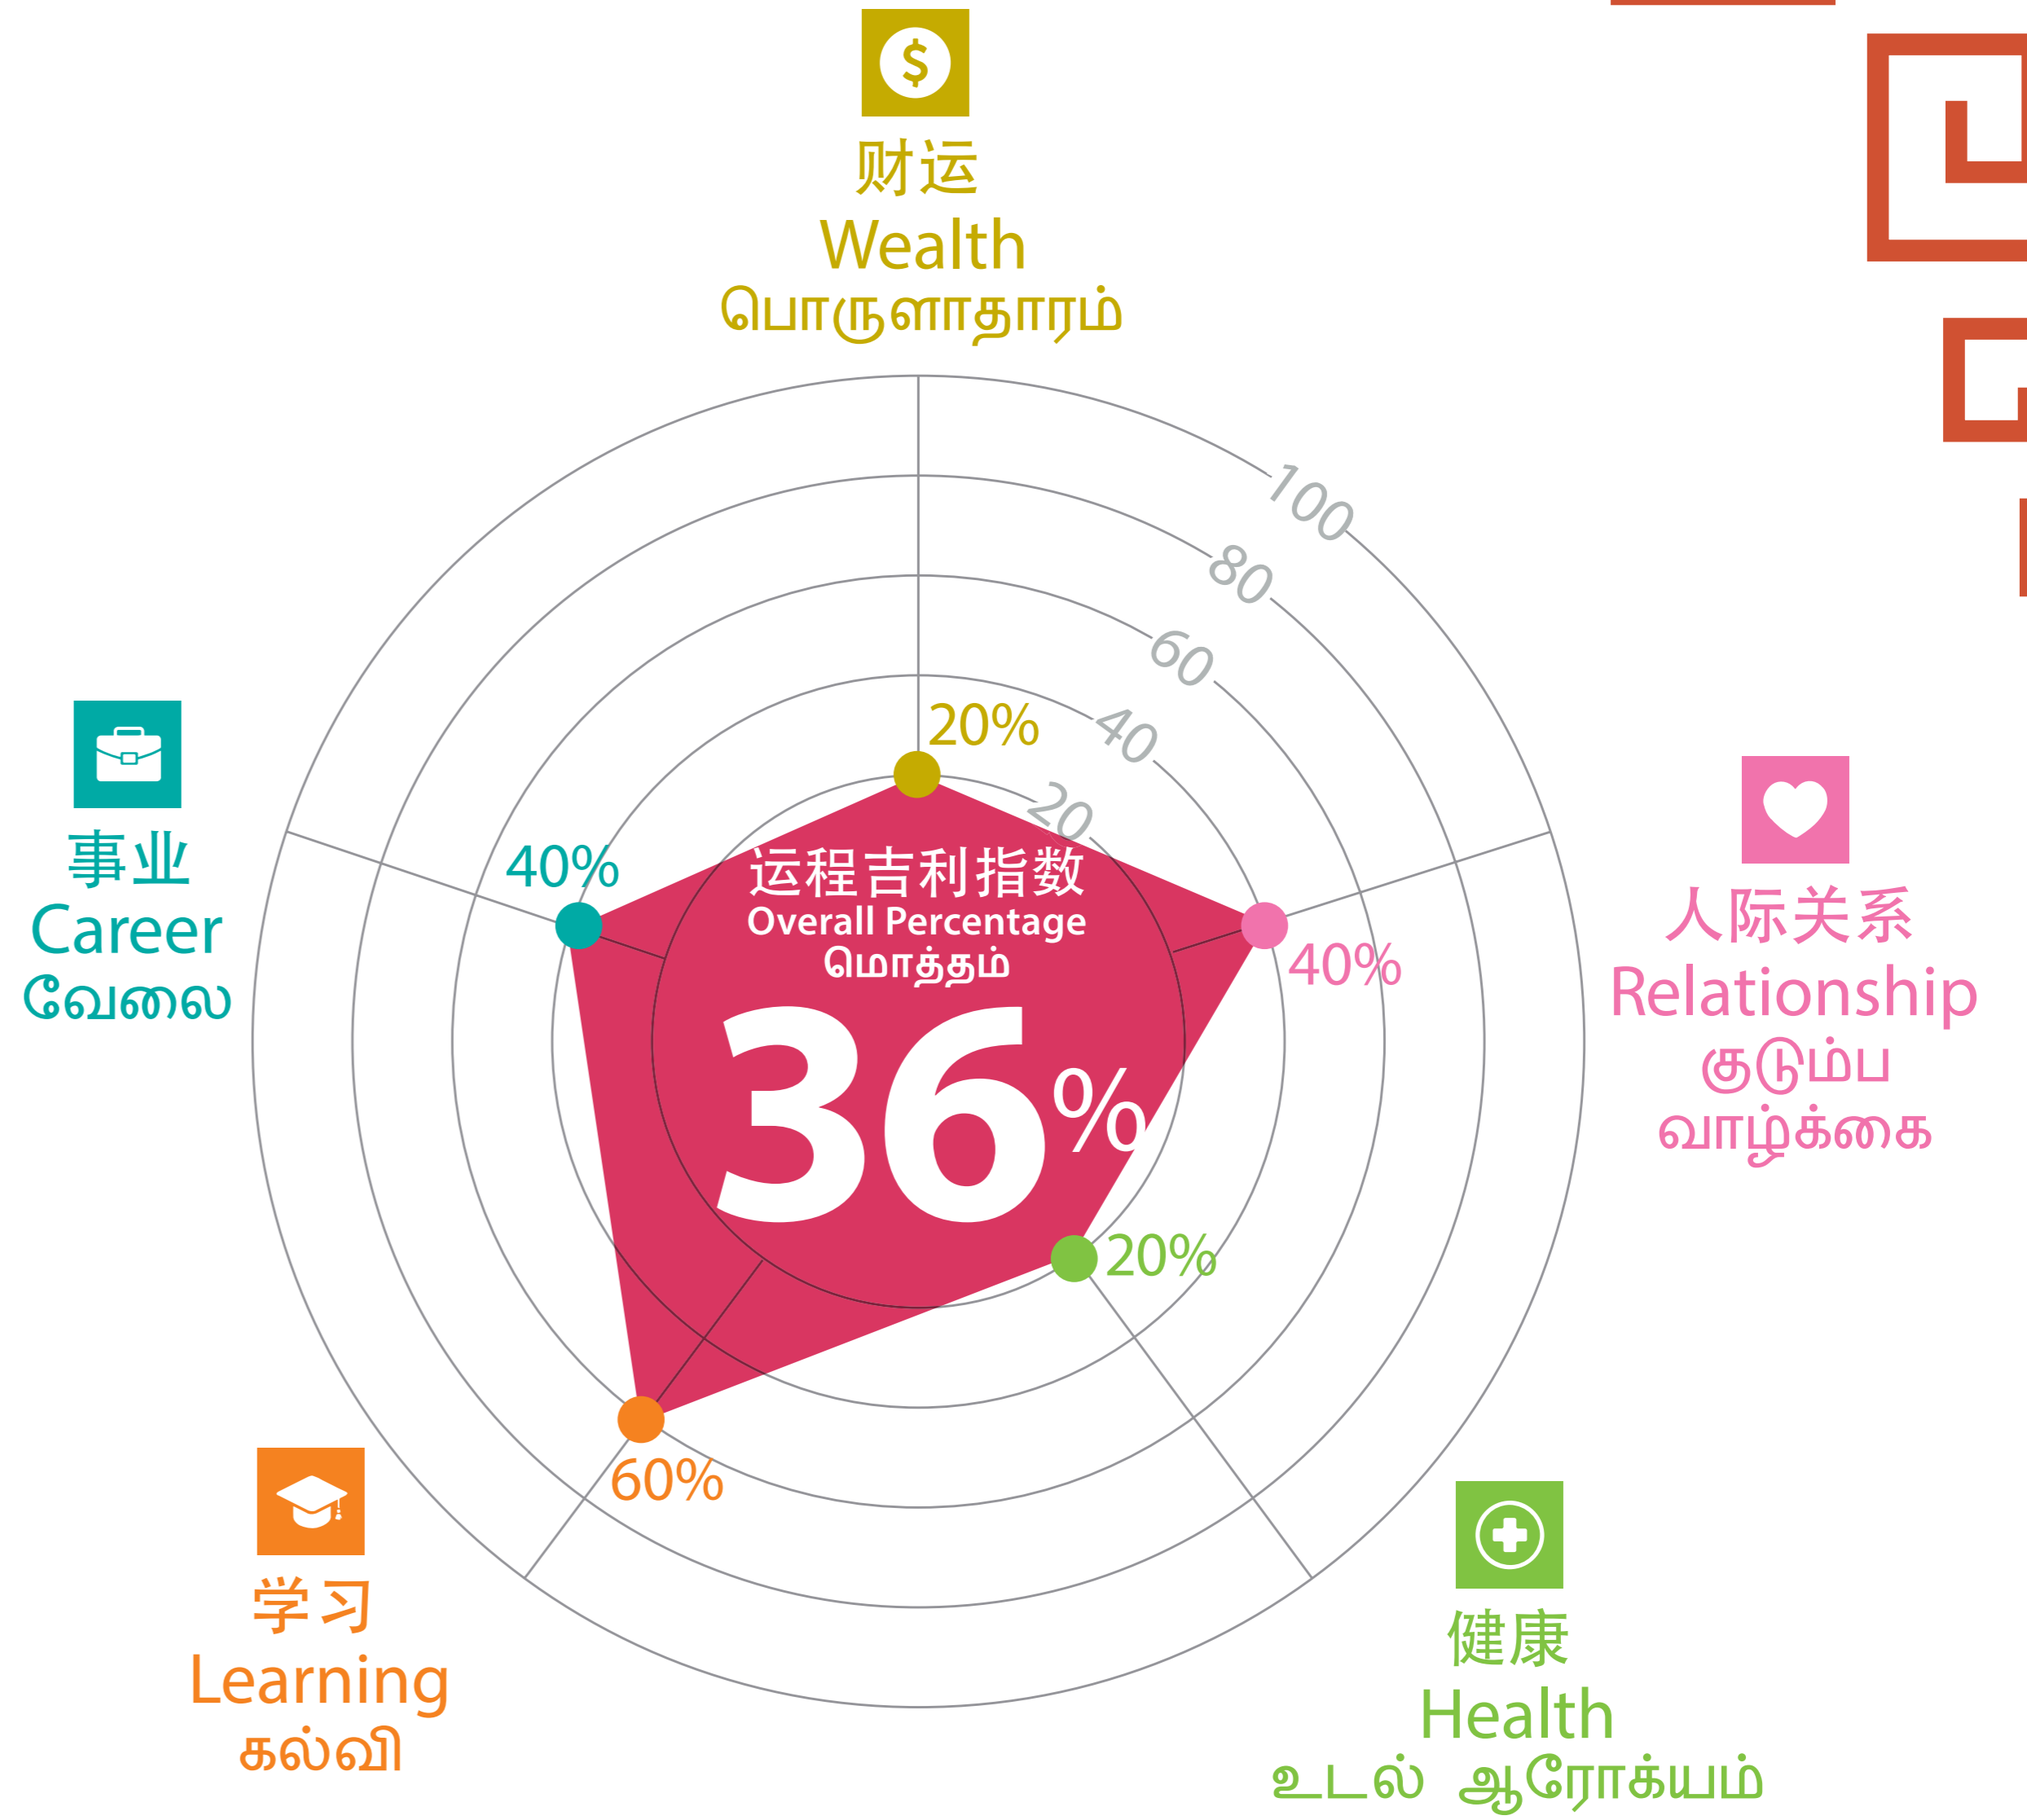 财运
Wealth
பொருளாதாரம்
100
80
60
40
20
20%
事业
Career
வேலை
40%
运程吉利指数
Overall Percentage
மொத்தம்
36%
40%
人际关系
Relationship
குடும்ப
வாழ்க்கை
20%
60%
学习
Learning
கல்வி
健康
Health
உடல் ஆரோக்யம்